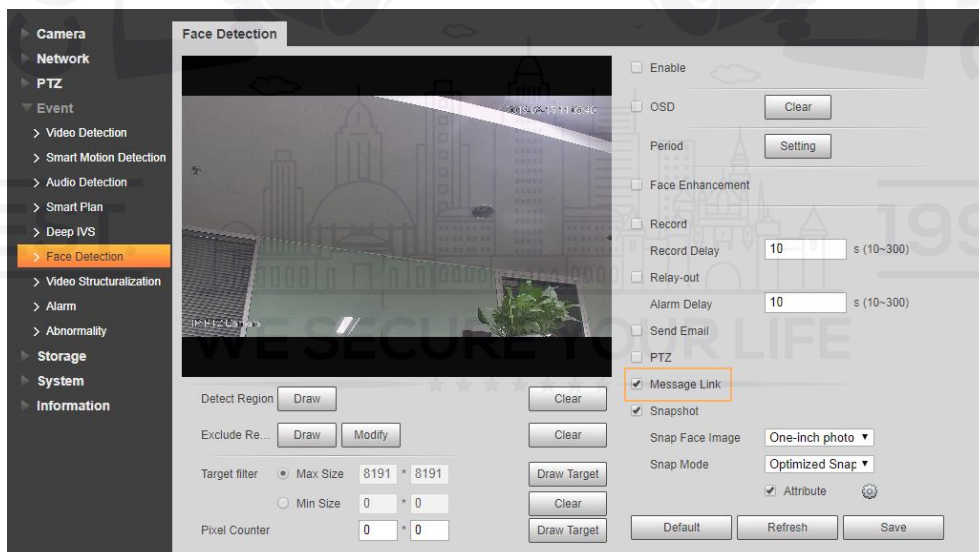 Camera
Network
PTZ
Event
Video Detection
Smart Motion Detection
Audio Detection
Smart Plan
Deep IVS
Face Detection
Video Structuralization
Alarm
Abnormality
Storage
System
Information
Face Detection
IP PTZ Camera
Detect Region Draw Clear
Exclude Re... Draw Modify Clear
Target filter Max Size 8191 * 8191 Draw Target
Min Size 0 * 0 Clear
Pixel Counter 0 * 0 Draw Target
Enable
OSD Clear
Period Setting
Face Enhancement
Record
Record Delay 10 s (10~300)
Relay-out
Alarm Delay 10 s (10~300)
Send Email
PTZ
Message Link
Snapshot
Snap Face Image One-inch photo
Snap Mode Optimized Snap
Attribute
Default Refresh Save
EST.
199
WE SECURE YOUR LIFE